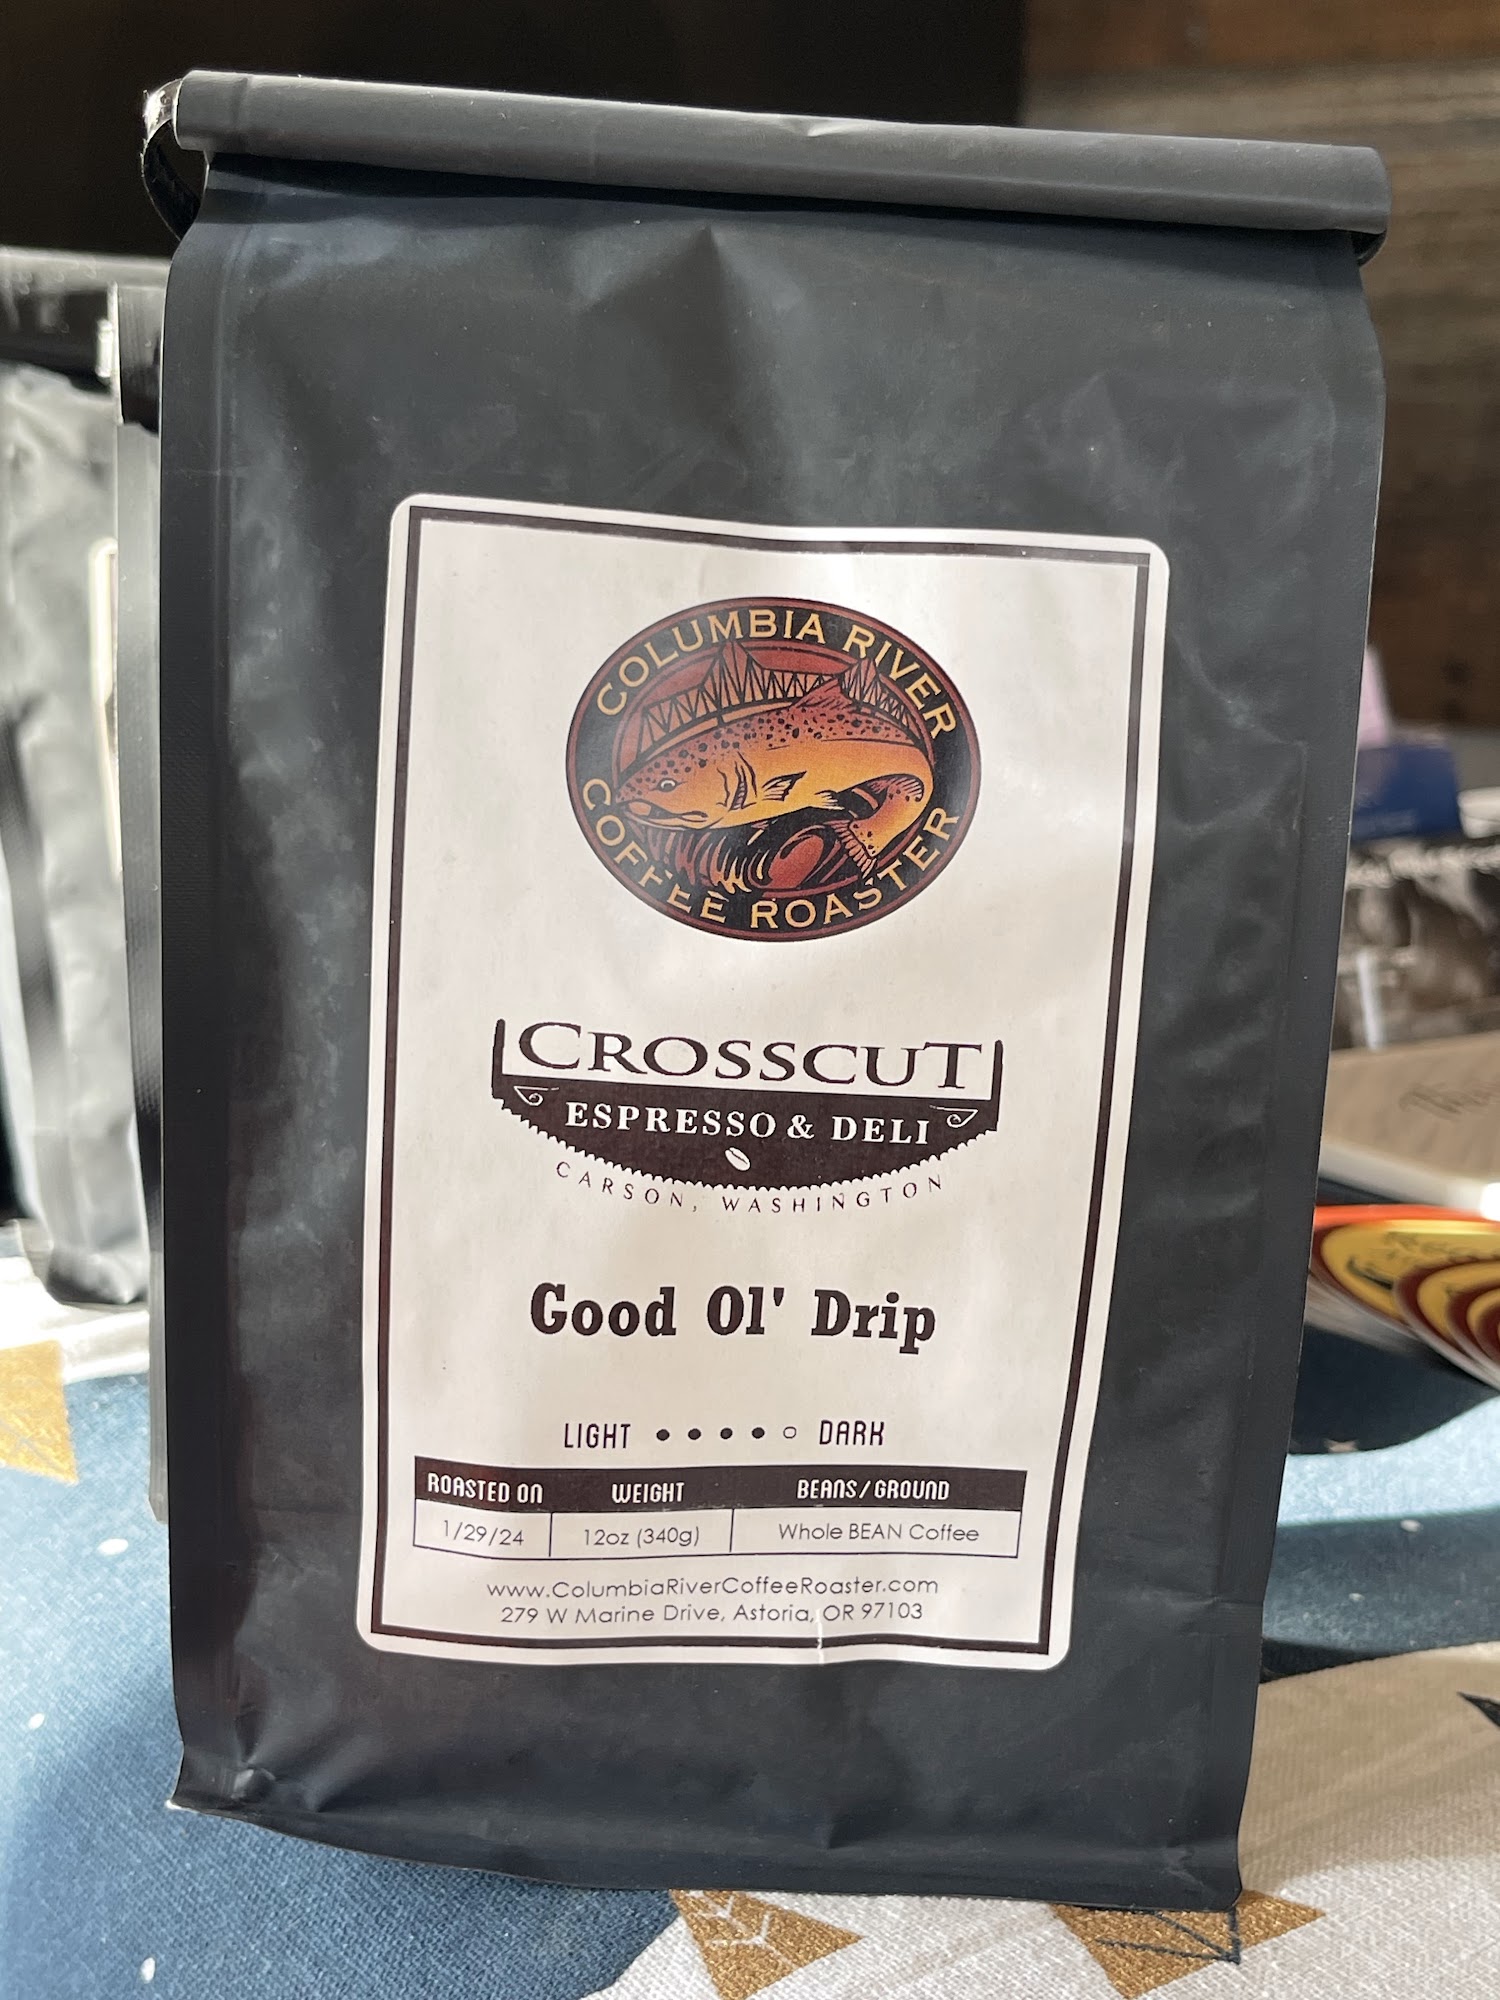 COLUMBIA RIVER
COFFEE ROASTER
CROSSCUT
ESPRESSO & DELI
CARSON, WASHINGTON
Good Ol' Drip
LIGHT ● ● ● ● ○ DARK
ROASTED ON WEIGHT BEANS/GROUND
1/29/24 12oz (340g) Whole BEAN Coffee
www.ColumbiaRiverCoffeeRoaster.com
279 W Marine Drive, Astoria, OR 97103